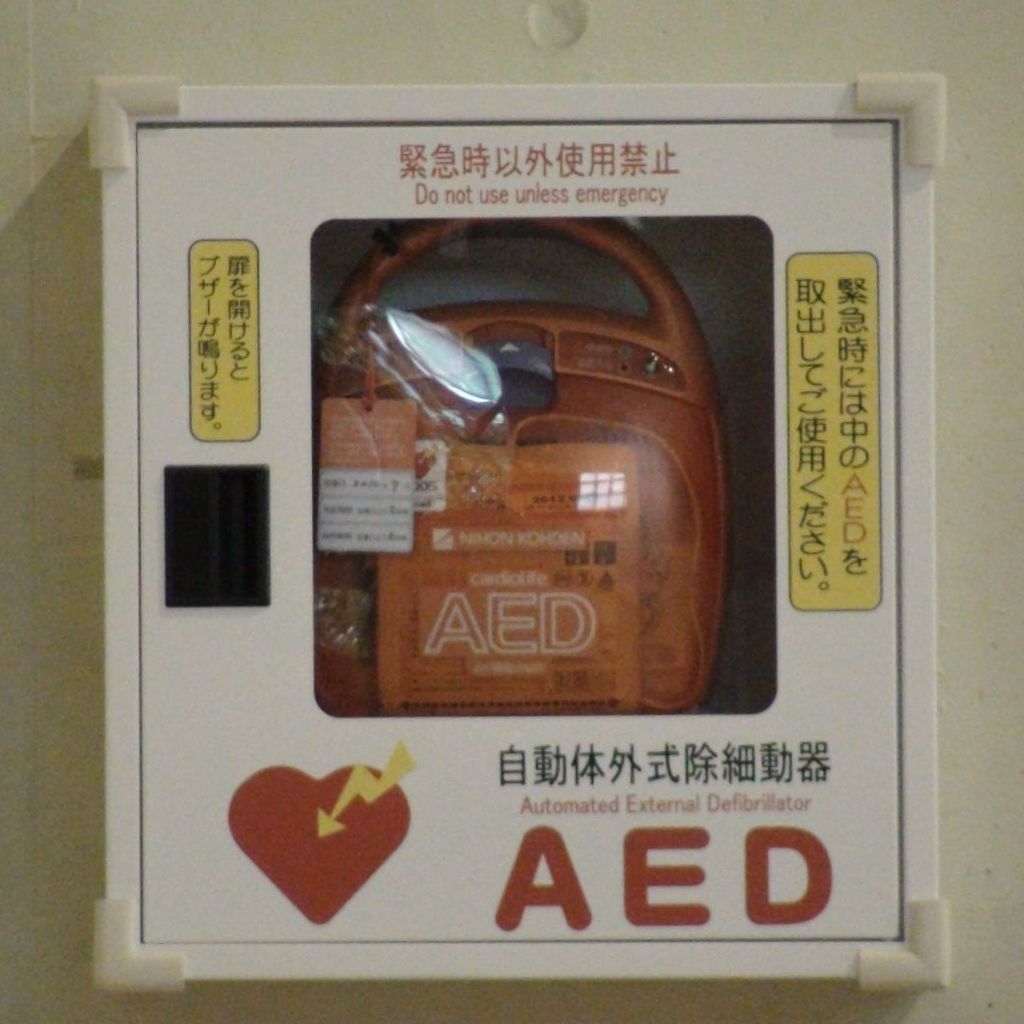 緊急時以外使用禁止
Do not use unless emergency
扉を開けると
ブザーが鳴ります。
緊急時には中のAEDを
取出してご使用ください。
NIHON KOHDEN
cardiolife
AED
自動体外式除細動器
Automated External Defibrillator
AED